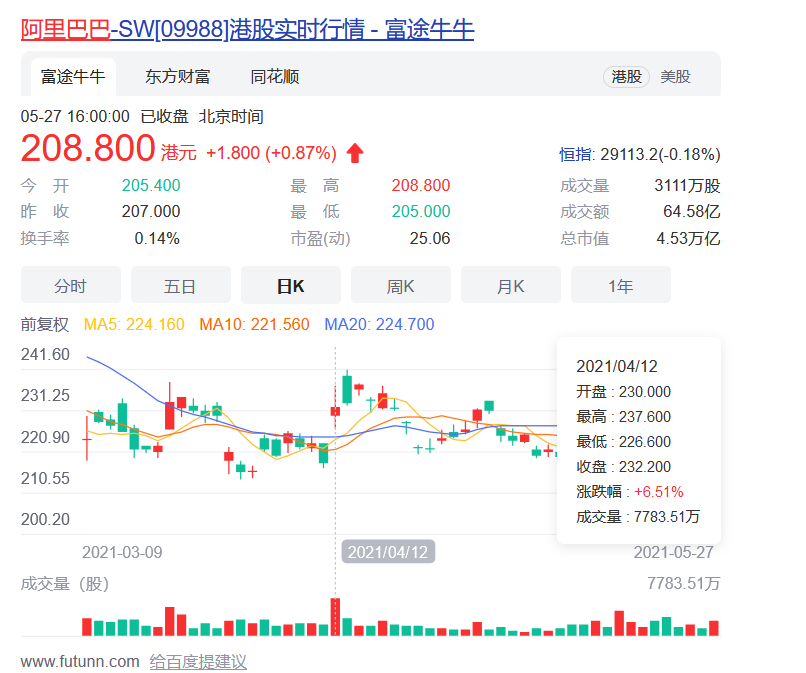 阿里巴巴-SW[09988]港股实时行情 - 富途牛牛
富途牛牛 东方财富 同花顺 港股 美股
05-27 16:00:00 已收盘 北京时间
208.800 港元 +1.800 (+0.87%) 恒指: 29113.2(-0.18%)
今开 205.400 最高 208.800 成交量 3111万股
昨收 207.000 最低 205.000 成交额 64.58亿
换手率 0.14% 市盈(动) 25.06 总市值 4.53万亿
分时 五日 日K 周K 月K 1年
前复权 MA5: 224.160 MA10: 221.560 MA20: 224.700
241.60
231.25
220.90
210.55
200.20
2021/04/12
开盘 : 230.000
最高 : 237.600
最低 : 226.600
收盘 : 232.200
涨跌幅 : +6.51%
成交量 : 7783.51万
2021-03-09 2021/04/12 2021-05-27
成交量（股） 7783.51万
www.futunn.com 给百度提建议